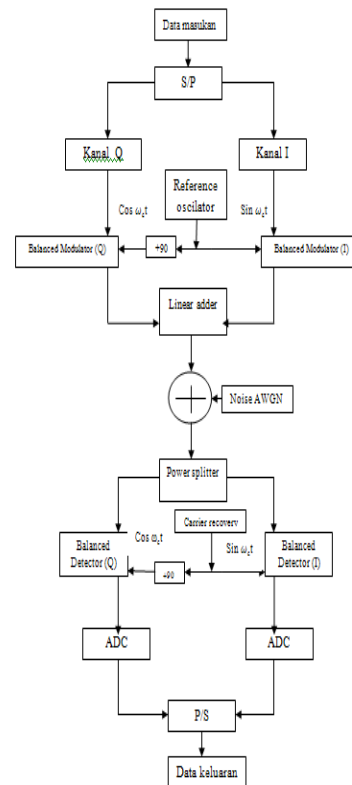 Data masukan
S/P
Kanal Q
Kanal I
Reference
oscilator
Cos ωct
Sin ωct
Balanced Modulator (Q)
+90
Balanced Modulator (I)
Linear adder
Noise AWGN
Power splitter
Carrier recovery
Cos ωct
Sin ωct
Balanced
Detector (Q)
+90
Balanced
Detector (I)
ADC
ADC
P/S
Data keluaran